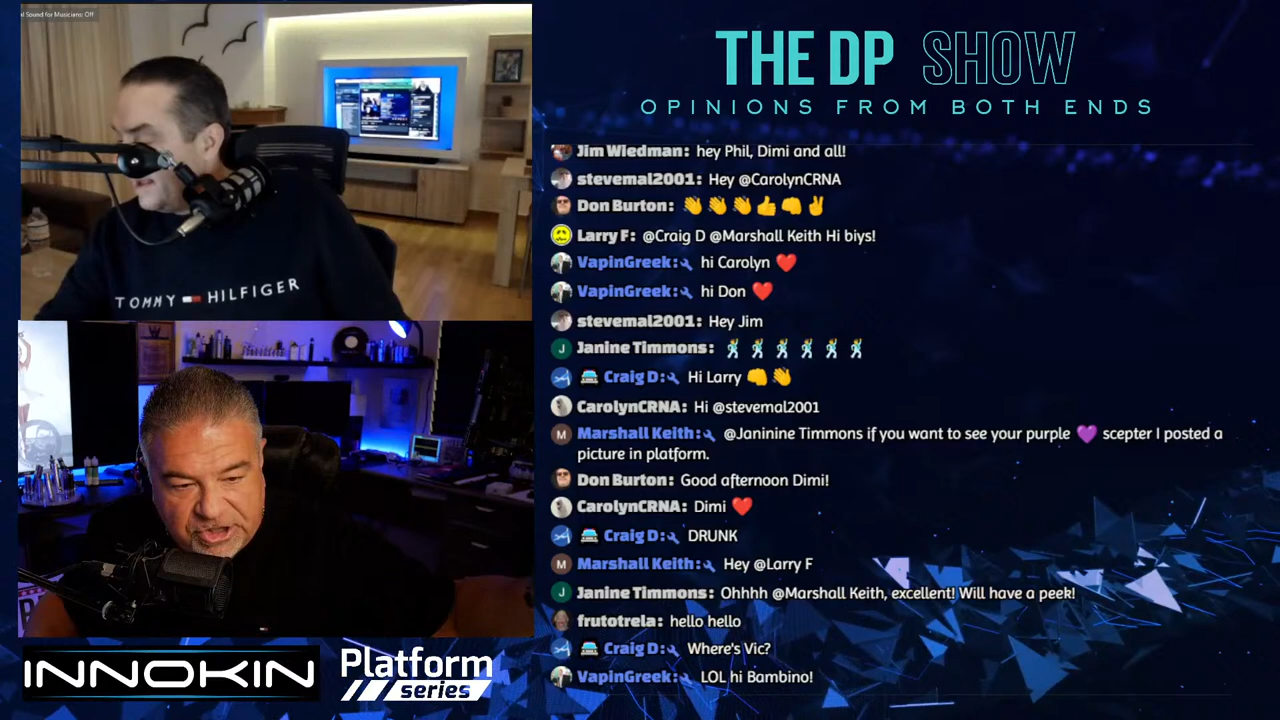 al Sound for Musicians: Off
TOMMY HILFIGER
INNOKIN
Platform
series
THE DP SHOW
OPINIONS FROM BOTH ENDS
Jim Wiedman: hey Phil, Dimi and all!
stevemal2001: Hey @CarolynCRNA
Don Burton: 👋👋👋👍👊✌
Larry F: @Craig D @Marshall Keith Hi biys!
VapinGreek: hi Carolyn ❤
VapinGreek: hi Don ❤
stevemal2001: Hey Jim
J Janine Timmons: 🕺🕺🕺🕺🕺🕺
Craig D: Hi Larry 👊👋
CarolynCRNA: Hi @stevemal2001
M Marshall Keith: @Janinine Timmons if you want to see your purple 💜 scepter I posted a
picture in platform.
Don Burton: Good afternoon Dimi!
CarolynCRNA: Dimi ❤
Craig D: DRUNK
M Marshall Keith: Hey @Larry F
J Janine Timmons: Ohhhh @Marshall Keith, excellent! Will have a peek!
frutotrela: hello hello
Craig D: Where's Vic?
VapinGreek: LOL hi Bambino!